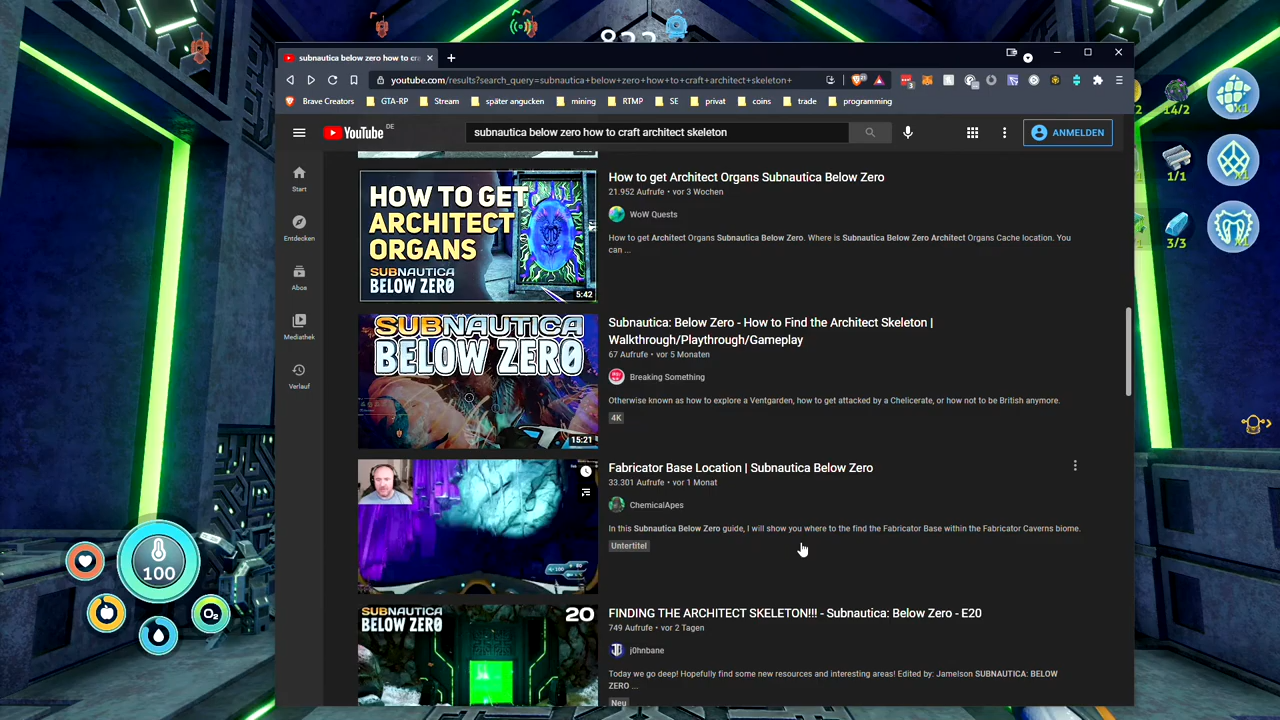 833
subnautica below zero how to cra
youtube.com/results?search_query=subnautica+below+zero+how+to+craft+architect+skeleton+
Brave Creators
GTA-RP
Stream
später angucken
mining
RTMP
SE
privat
coins
trade
programming
YouTube DE
subnautica below zero how to craft architect skeleton
ANMELDEN
Start
Entdecken
Abos
Mediathek
Verlauf
HOW TO GET
ARCHITECT
ORGANS
SUBNAUTICA
BELOW ZERO
5:42
How to get Architect Organs Subnautica Below Zero
21.952 Aufrufe • vor 3 Wochen
WoW Quests
How to get Architect Organs Subnautica Below Zero. Where is Subnautica Below Zero Architect Organs Cache location. You
can ...
SUBNAUTICA
BELOW ZERO
15:21
Subnautica: Below Zero - How to Find the Architect Skeleton |
Walkthrough/Playthrough/Gameplay
67 Aufrufe • vor 5 Monaten
Breaking Something
Otherwise known as how to explore a Ventgarden, how to get attacked by a Chelicerate, or how not to be British anymore.
4K
Fabricator Base Location | Subnautica Below Zero
33.301 Aufrufe • vor 1 Monat
ChemicalApes
In this Subnautica Below Zero guide, I will show you where to the find the Fabricator Base within the Fabricator Caverns biome.
Untertitel
SUBNAUTICA
BELOW ZERO
20
FINDING THE ARCHITECT SKELETON!!! - Subnautica: Below Zero - E20
749 Aufrufe • vor 2 Tagen
j0hnbane
Today we go deep! Hopefully find some new resources and interesting areas! Edited by: Jamelson SUBNAUTICA: BELOW
ZERO ...
Neu
14/2
x1
1/1
x1
3/3
x1
100
O2